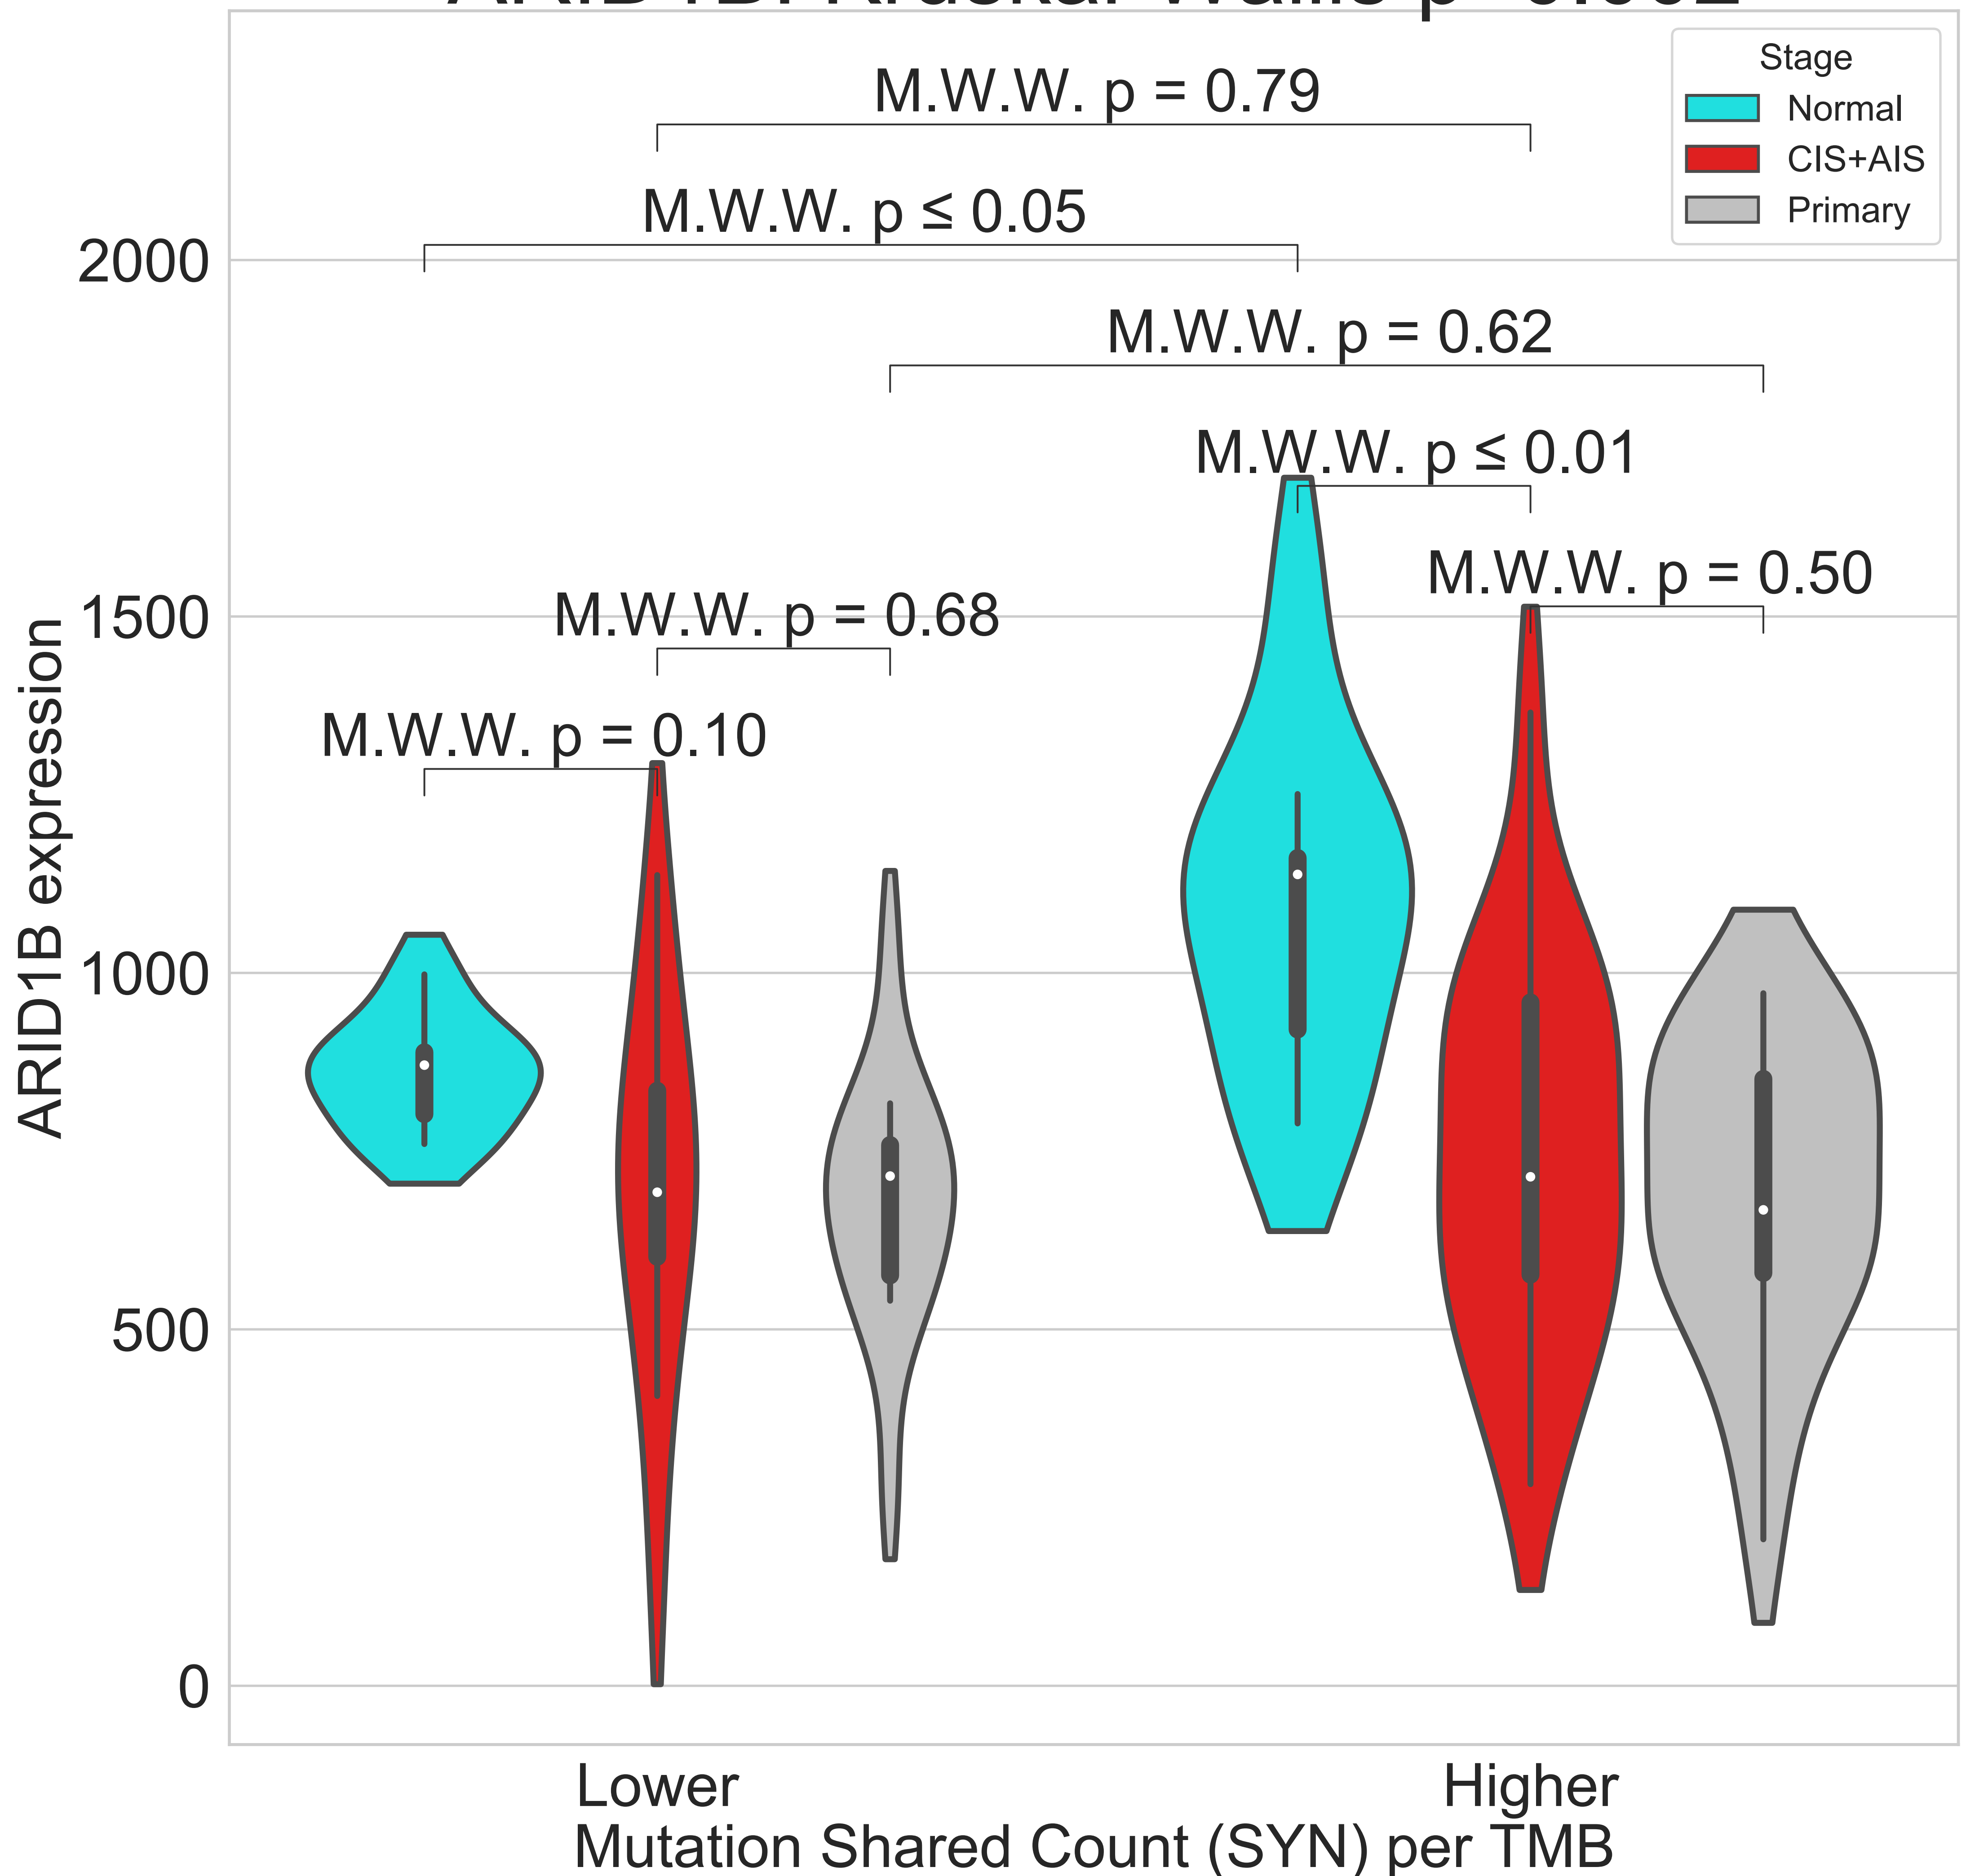 M.W.W. p = 0.79
M.W.W. p ≤ 0.05
M.W.W. p = 0.62
M.W.W. p ≤ 0.01
M.W.W. p = 0.50
M.W.W. p = 0.68
M.W.W. p = 0.10
Stage
Normal
CIS+AIS
Primary
ARID1B expression
2000
1500
1000
500
0
Lower
Higher
Mutation Shared Count (SYN) per TMB